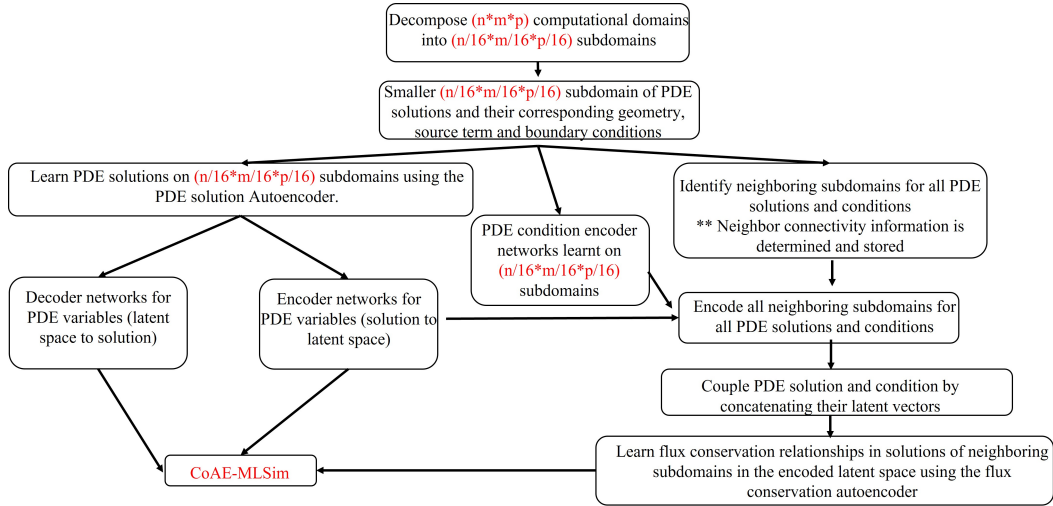 Decompose (n*m*p) computational domains
into (n/16*m/16*p/16) subdomains
Smaller (n/16*m/16*p/16) subdomain of PDE
solutions and their corresponding geometry,
source term and boundary conditions
Learn PDE solutions on (n/16*m/16*p/16) subdomains using the
PDE solution Autoencoder.
PDE condition encoder
networks learnt on
(n/16*m/16*p/16)
subdomains
Identify neighboring subdomains for all PDE
solutions and conditions
** Neighbor connectivity information is
determined and stored
Decoder networks for
PDE variables (latent
space to solution)
Encoder networks for
PDE variables (solution to
latent space)
Encode all neighboring subdomains for
all PDE solutions and conditions
Couple PDE solution and condition by
concatenating their latent vectors
Learn flux conservation relationships in solutions of neighboring
subdomains in the encoded latent space using the flux
conservation autoencoder
CoAE-MLSim